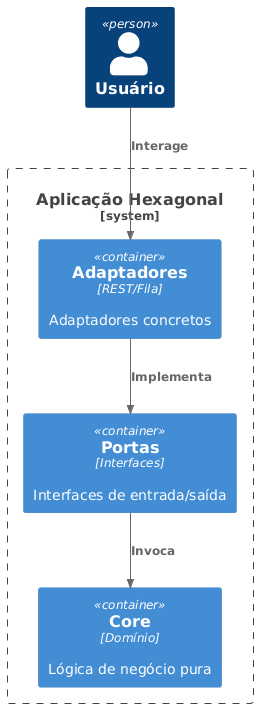 «person»
Usuário
Interage
Aplicação Hexagonal
[system]
«container»
Adaptadores
[REST/Fila]
Adaptadores concretos
Implementa
«container»
Portas
[Interfaces]
Interfaces de entrada/saída
Invoca
«container»
Core
[Domínio]
Lógica de negócio pura